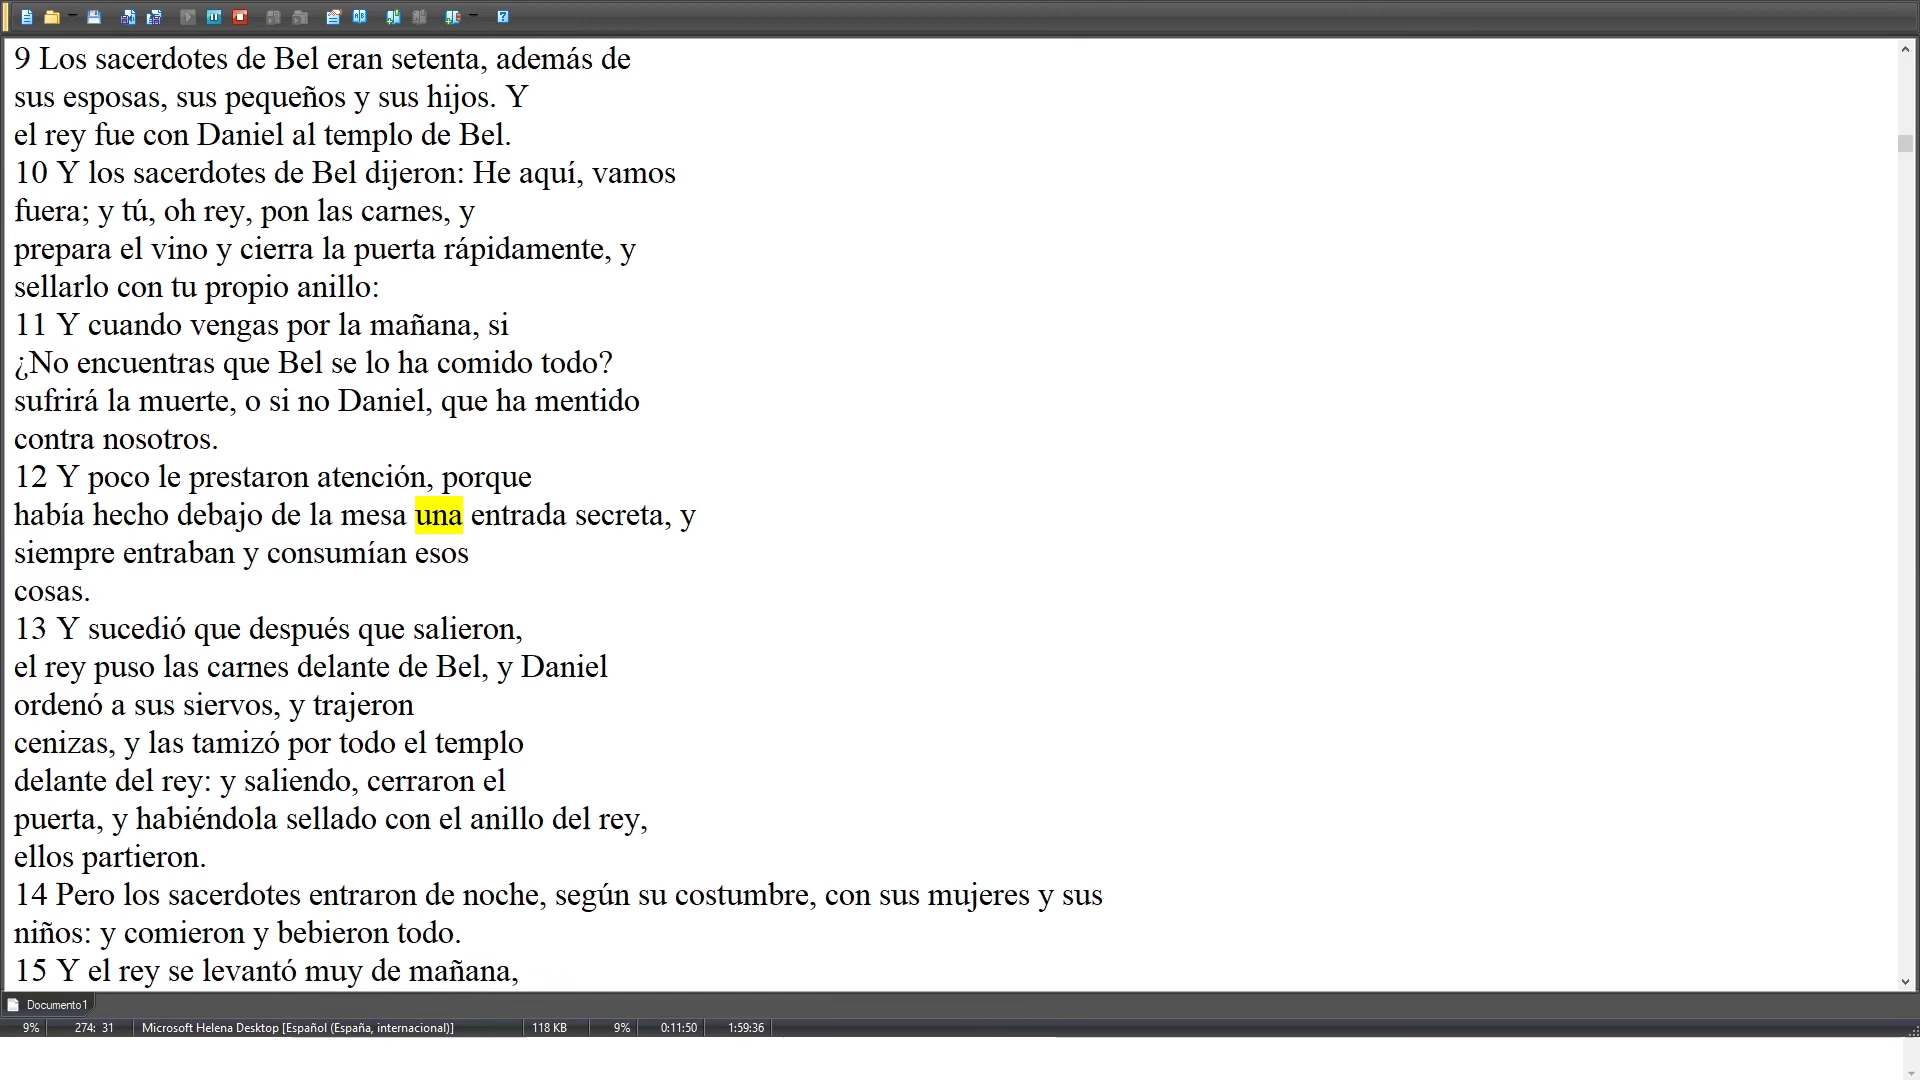 9 Los sacerdotes de Bel eran setenta, además de
sus esposas, sus pequeños y sus hijos. Y
el rey fue con Daniel al templo de Bel.
10 Y los sacerdotes de Bel dijeron: He aquí, vamos
fuera; y tú, oh rey, pon las carnes, y
prepara el vino y cierra la puerta rápidamente, y
sellarlo con tu propio anillo:
11 Y cuando vengas por la mañana, si
¿No encuentras que Bel se lo ha comido todo?
sufrirá la muerte, o si no Daniel, que ha mentido
contra nosotros.
12 Y poco le prestaron atención, porque
había hecho debajo de la mesa una entrada secreta, y
siempre entraban y consumían esos
cosas.
13 Y sucedió que después que salieron,
el rey puso las carnes delante de Bel, y Daniel
ordenó a sus siervos, y trajeron
cenizas, y las tamizó por todo el templo
delante del rey: y saliendo, cerraron el
puerta, y habiéndola sellado con el anillo del rey,
ellos partieron.
14 Pero los sacerdotes entraron de noche, según su costumbre, con sus mujeres y sus
niños: y comieron y bebieron todo.
15 Y el rey se levantó muy de mañana,
Documento1
9% 274: 31 Microsoft Helena Desktop [Español (España, internacional)] 118 KB 9% 0:11:50 1:59:36